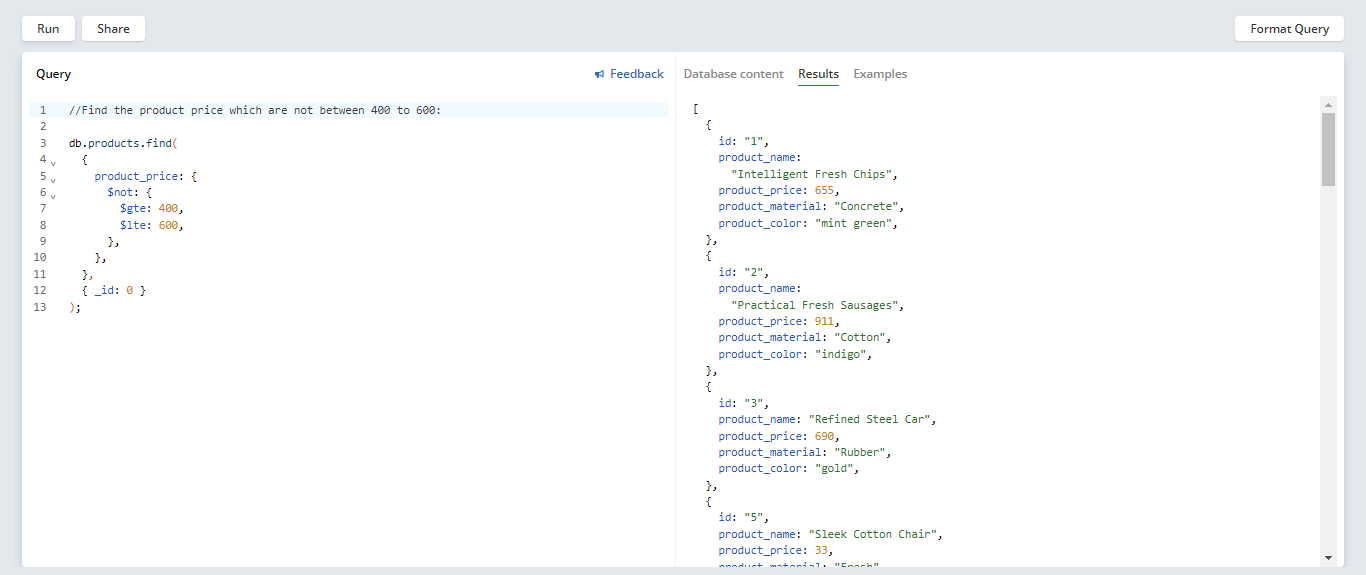 Run Share Format Query
Query Feedback Database content Results Examples
1 //Find the product price which are not between 400 to 600:
2
3 db.products.find(
4 {
5 product_price: {
6 $not: {
7 $gte: 400,
8 $lte: 600,
9 },
10 },
11 },
12 { _id: 0 }
13 );
[
{
id: "1",
product_name:
"Intelligent Fresh Chips",
product_price: 655,
product_material: "Concrete",
product_color: "mint green",
},
{
id: "2",
product_name:
"Practical Fresh Sausages",
product_price: 911,
product_material: "Cotton",
product_color: "indigo",
},
{
id: "3",
product_name: "Refined Steel Car",
product_price: 690,
product_material: "Rubber",
product_color: "gold",
},
{
id: "5",
product_name: "Sleek Cotton Chair",
product_price: 33,
product_material: "Fresh"